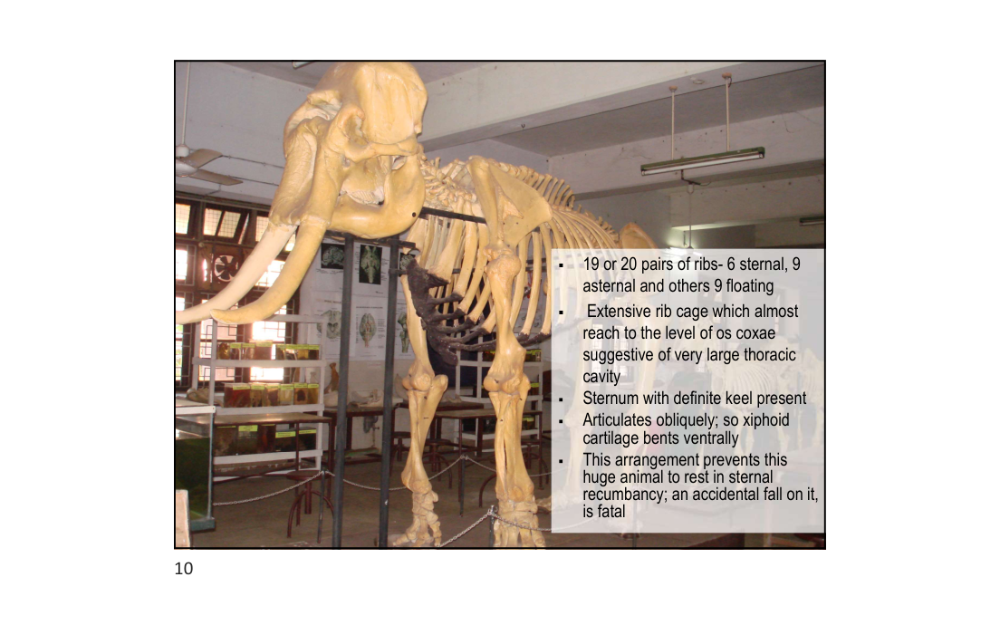 ▪ 19 or 20 pairs of ribs- 6 sternal, 9
asternal and others 9 floating
▪ Extensive rib cage which almost
reach to the level of os coxae
suggestive of very large thoracic
cavity
▪ Sternum with definite keel present
▪ Articulates obliquely; so xiphoid
cartilage bents ventrally
▪ This arrangement prevents this
huge animal to rest in sternal
recumbancy; an accidental fall on it,
is fatal
10